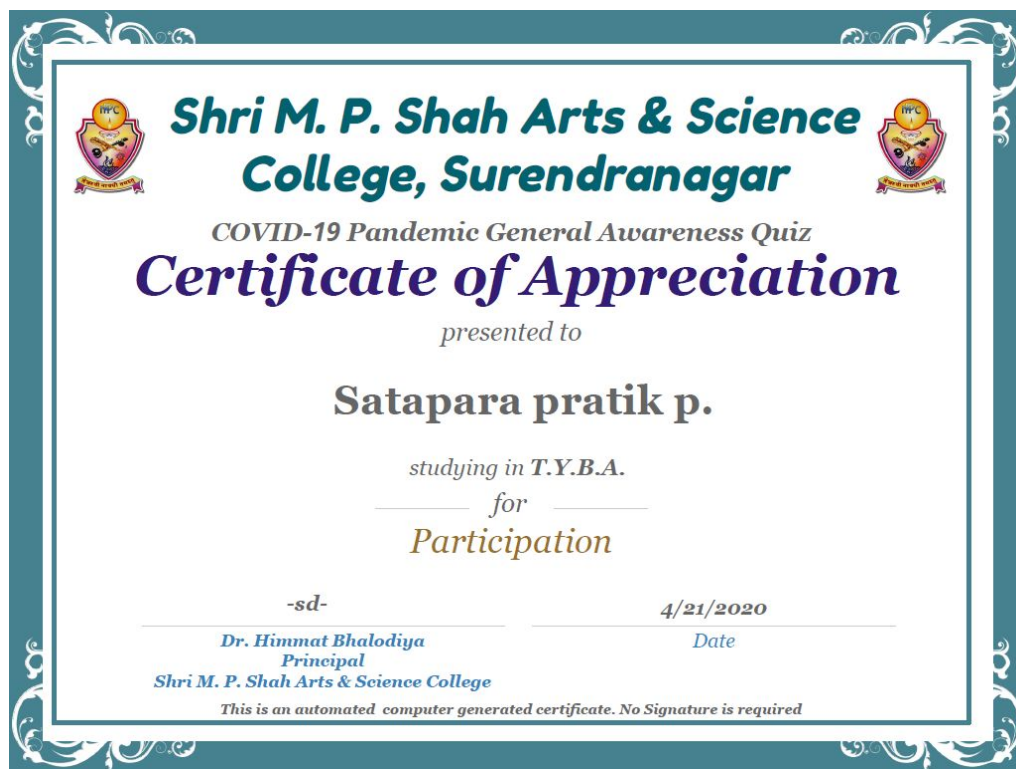 Shri M. P. Shah Arts & Science
College, Surendranagar
COVID-19 Pandemic General Awareness Quiz
Certificate of Appreciation
presented to
Satapara pratik p.
studying in T.Y.B.A.
for
Participation
-sd-
4/21/2020
Dr. Himmat Bhalodiya
Date
Principal
Shri M. P. Shah Arts & Science College
This is an automated computer generated certificate. No Signature is required